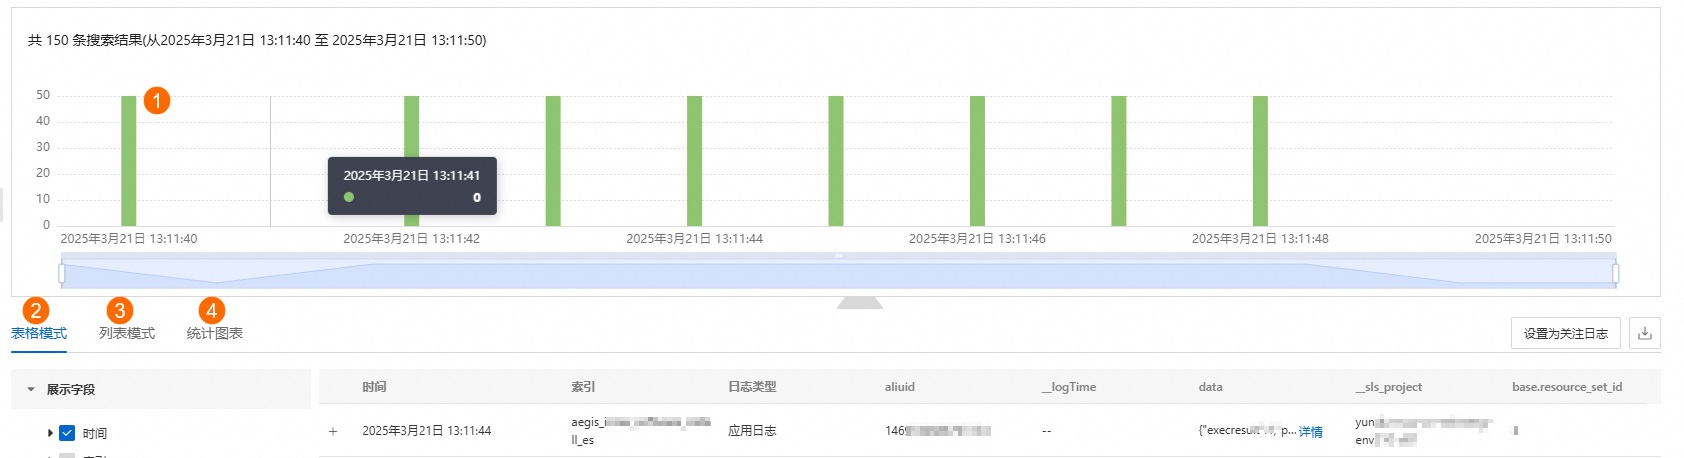 共 150 条搜索结果(从2025年3月21日 13:11:40 至 2025年3月21日 13:11:50)
50
1
40
30
20
10
0
2025年3月21日 13:11:41
0
2025年3月21日 13:11:40
2025年3月21日 13:11:42
2025年3月21日 13:11:44
2025年3月21日 13:11:46
2025年3月21日 13:11:48
2025年3月21日 13:11:50
2
3
4
表格模式
列表模式
统计图表
设置为关注日志
展示字段
时间
时间
索引
日志类型
aliuid
__logTime
data
__sls_project
base.resource_set_id
2025年3月21日 13:11:44
aegis_
ll_es
应用日志
146
--
{"execresult
p... 详情
yun
env